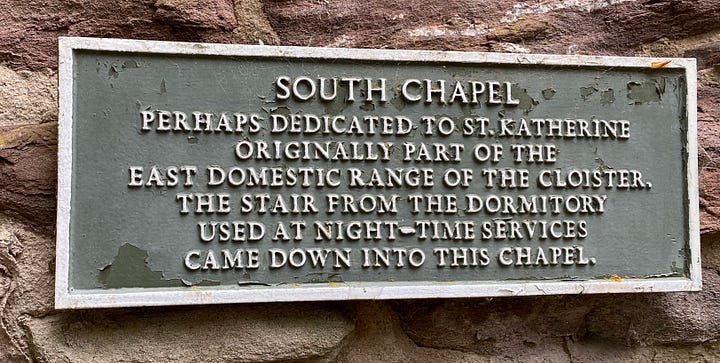 SOUTH CHAPEL
PERHAPS DEDICATED TO ST. KATHERINE
ORIGINALLY PART OF THE
EAST DOMESTIC RANGE OF THE CLOISTER,
THE STAIR FROM THE DORMITORY
USED AT NIGHT-TIME SERVICES
CAME DOWN INTO THIS CHAPEL.